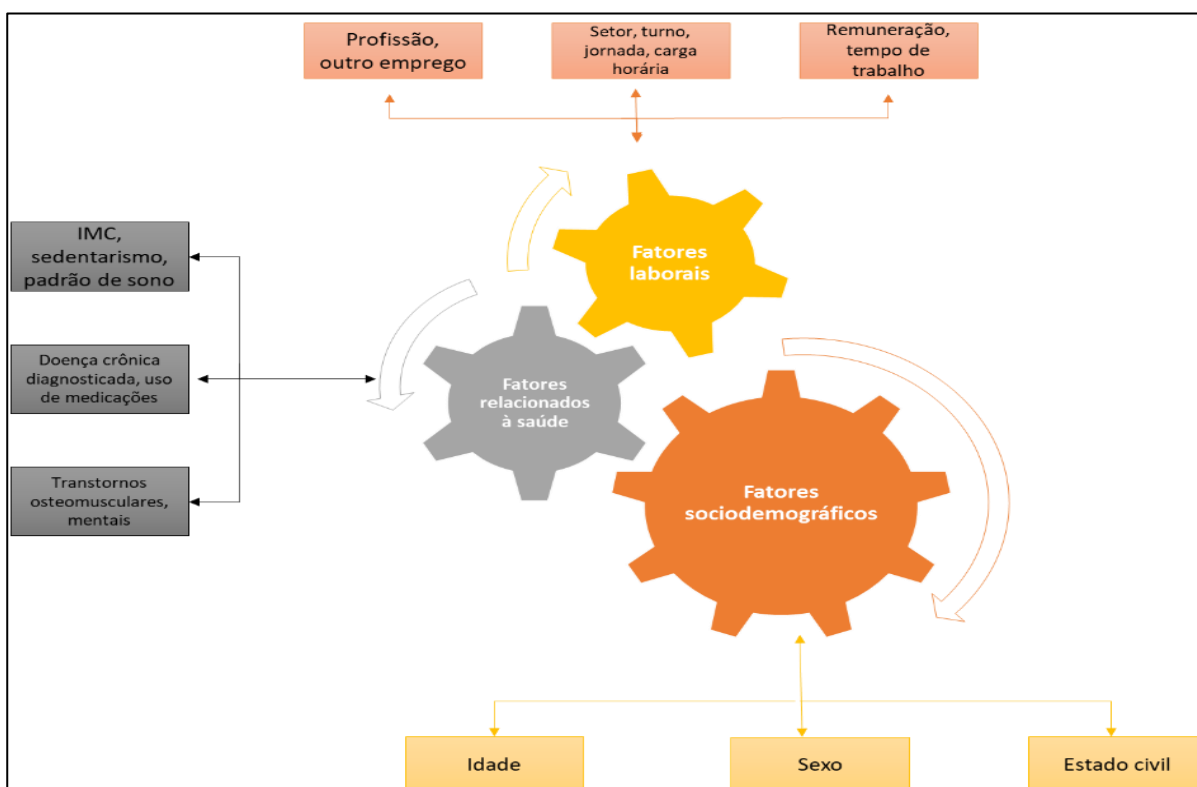 Profissão,
outro emprego
Setor, turno,
jornada, carga
horária
Remuneração,
tempo de
trabalho
Fatores
laborais
IMC,
sedentarismo,
padrão de sono
Doença crônica
diagnosticada, uso
de medicações
Transtornos
osteomusculares,
mentais
Fatores
relacionados
à saúde
Fatores
sociodemográficos
Idade
Sexo
Estado civil